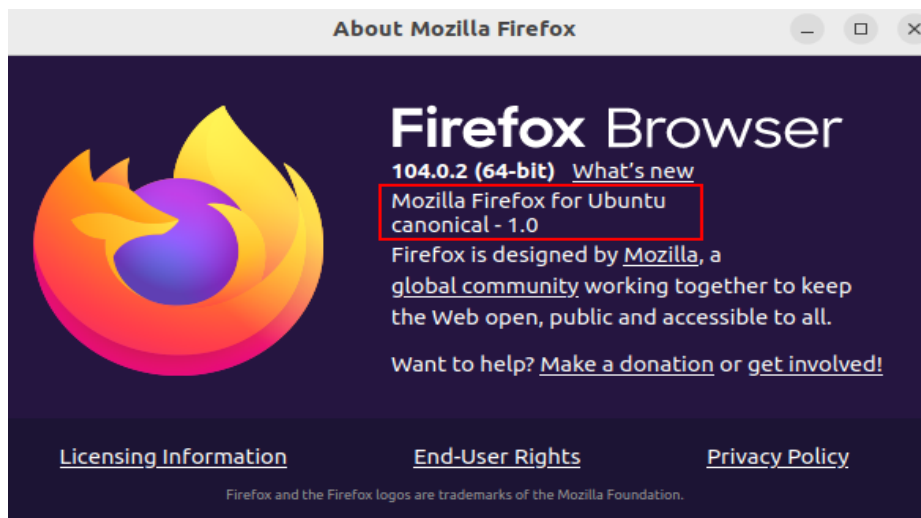 About Mozilla Firefox
Firefox Browser
104.0.2 (64-bit) What's new
Mozilla Firefox for Ubuntu
canonical - 1.0
Firefox is designed by Mozilla, a
global community working together to keep
the Web open, public and accessible to all.
Want to help? Make a donation or get involved!
Licensing Information End-User Rights Privacy Policy
Firefox and the Firefox logos are trademarks of the Mozilla Foundation.